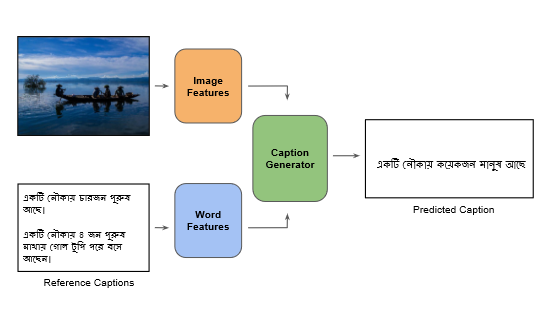 Image
Features
Caption
Generator
একটি নৌকায় কয়েকজন মানুষ আছে
Predicted Caption
একটি নৌকায় চারজন পুরুষ
আছে।
একটি নৌকায় ৪ জন পুরুষ
মাথায় গোল টুপি পরে বসে
আছেন।
Word
Features
Reference Captions